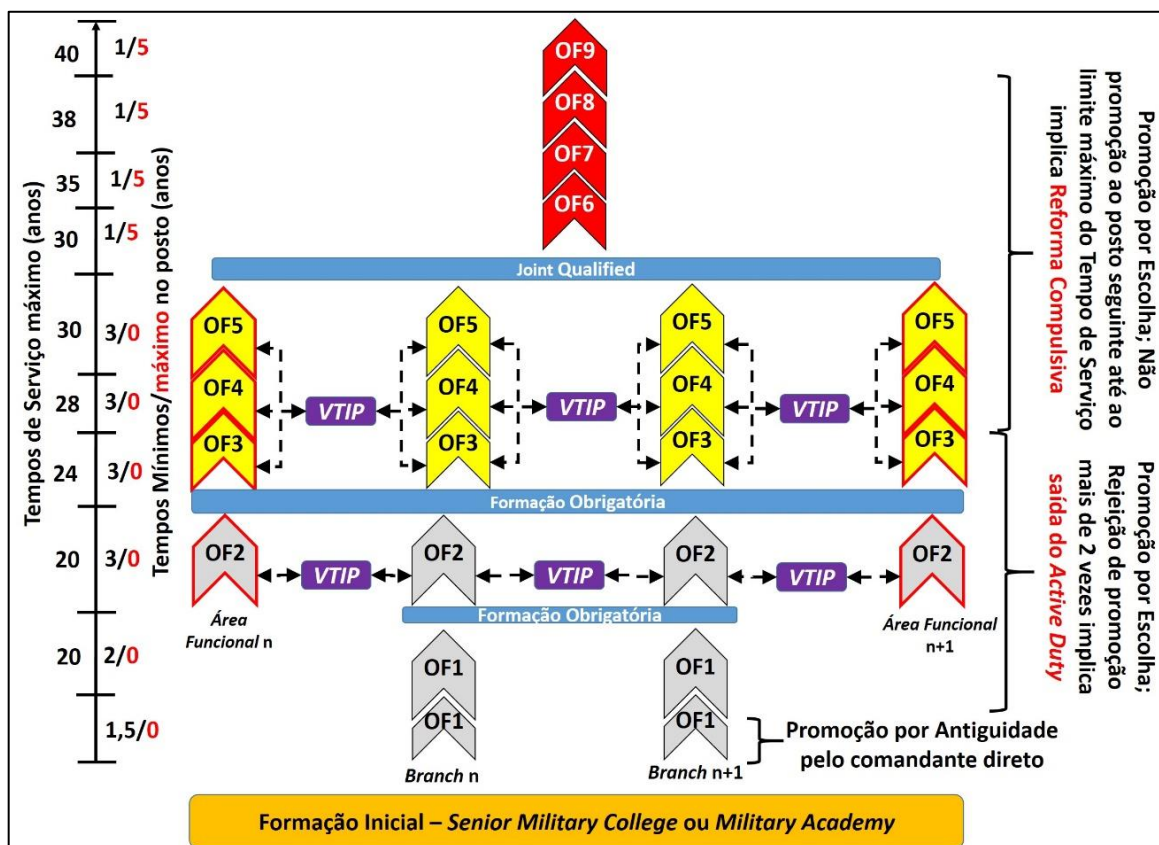 Tempos de Serviço máximo (anos)
Tempos Mínimos/máximo no posto (anos)
40
1/5
OF9
38
1/5
OF8
35
1/5
OF7
30
1/5
OF6
Joint Qualified
30
3/0
OF5
OF5
OF5
OF5
28
3/0
OF4
VTIP
OF4
VTIP
OF4
VTIP
OF4
24
3/0
OF3
OF3
OF3
OF3
Formação Obrigatória
20
3/0
OF2
VTIP
OF2
VTIP
OF2
VTIP
OF2
Área
Funcional n
Formação Obrigatória
Área Funcional
n+1
20
2/0
OF1
OF1
1,5/0
OF1
OF1
Branch n
Branch n+1
Promoção por Antiguidade
pelo comandante direto
Promoção por Escolha; Não
promoção ao posto seguinte até ao
limite máximo do Tempo de Serviço
implica Reforma Compulsiva
Promoção por Escolha;
Rejeição de promoção
mais de 2 vezes implica
saída do Active Duty
Formação Inicial – Senior Military College ou Military Academy